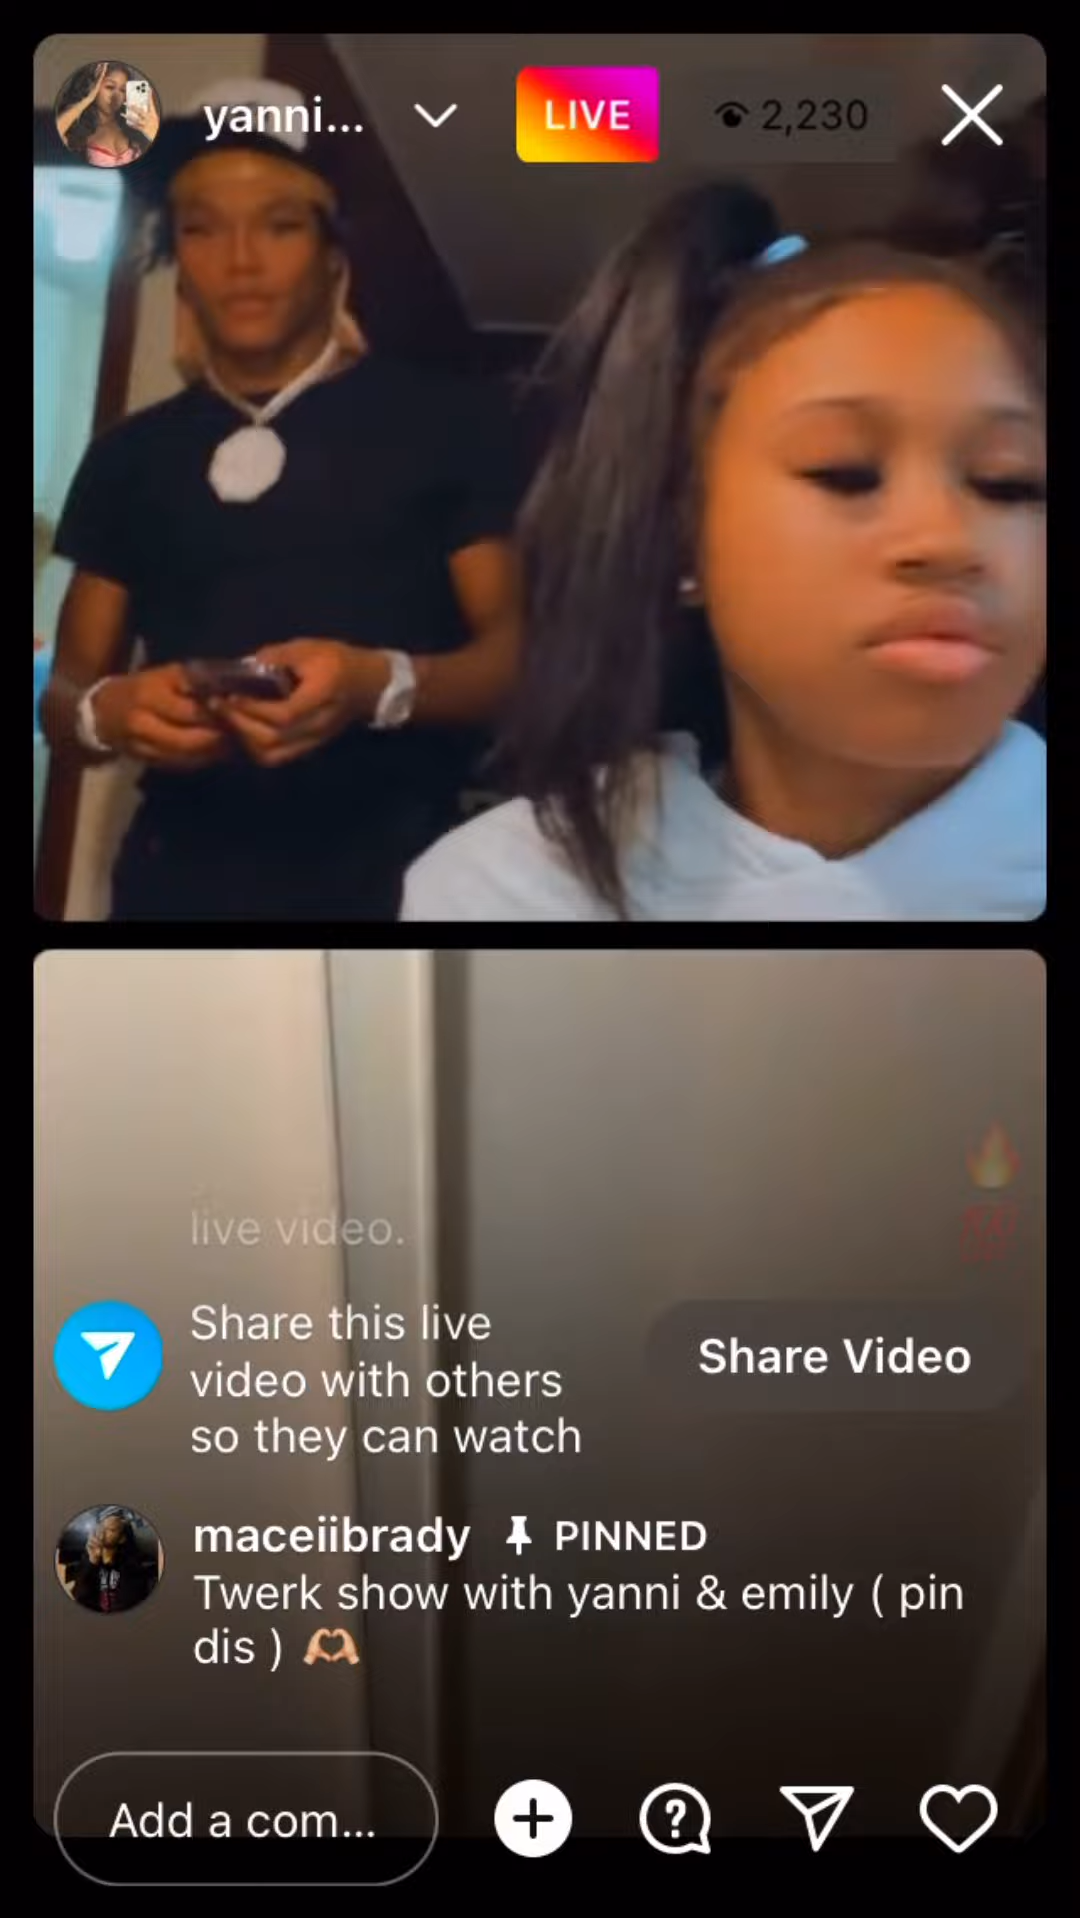 yanni...
LIVE
2,230
live video.
Share this live
video with others
so they can watch
Share Video
maceiibrady PINNED
Twerk show with yanni & emily ( pin
dis ) 🫶🏼
Add a com...